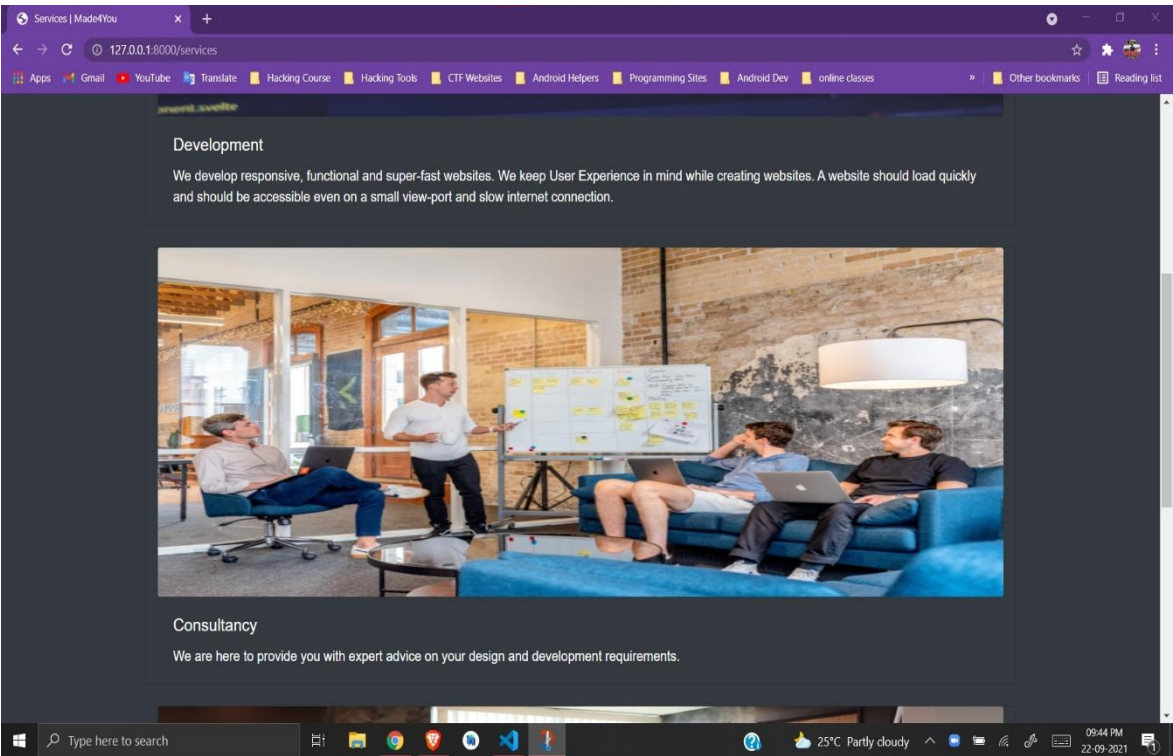 Services | Made4You
127.0.0.1:8000/services
Apps Gmail YouTube Translate Hacking Course Hacking Tools CTF Websites Android Helpers Programming Sites Android Dev online classes » Other bookmarks Reading list
onent.svelte
Development
We develop responsive, functional and super-fast websites. We keep User Experience in mind while creating websites. A website should load quickly
and should be accessible even on a small view-port and slow internet connection.
Consultancy
We are here to provide you with expert advice on your design and development requirements.
Type here to search
25°C Partly cloudy
09:44 PM
22-09-2021